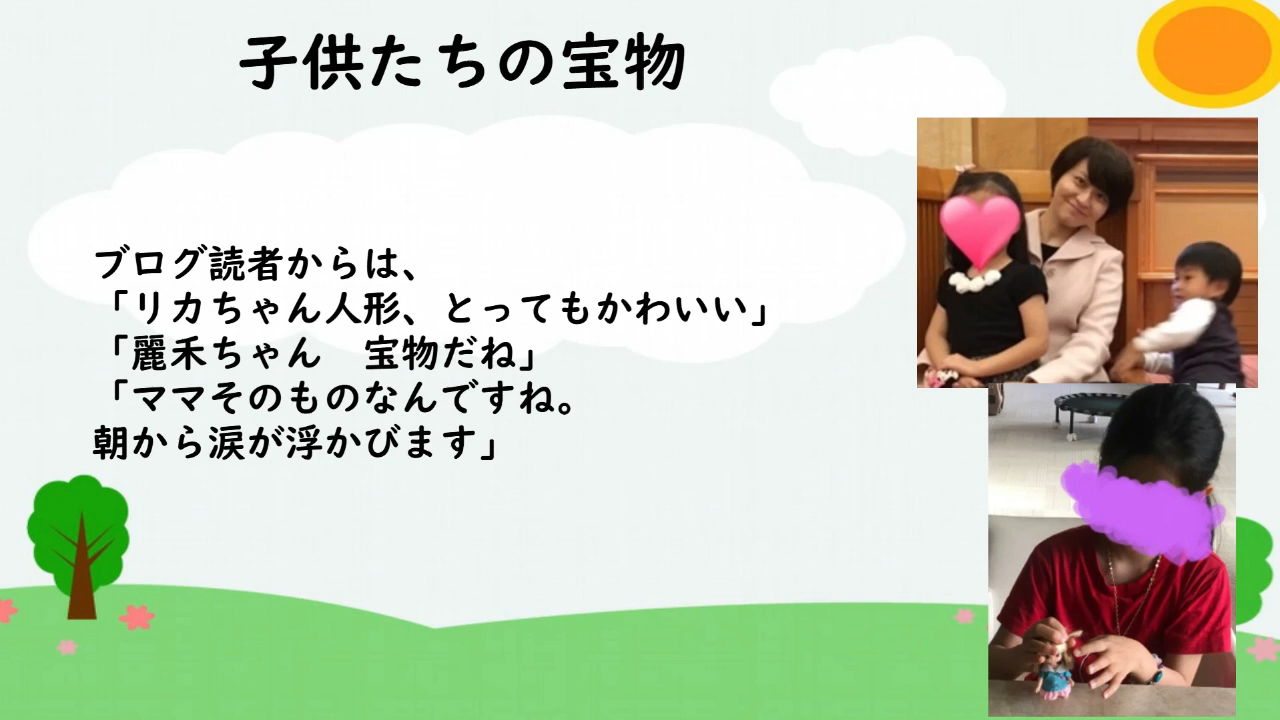 子供たちの宝物
ブログ読者からは、
「リカちゃん人形、とってもかわいい」
「麗禾ちゃん　宝物だね」
「ママそのものなんですね。
朝から涙が浮かびます」